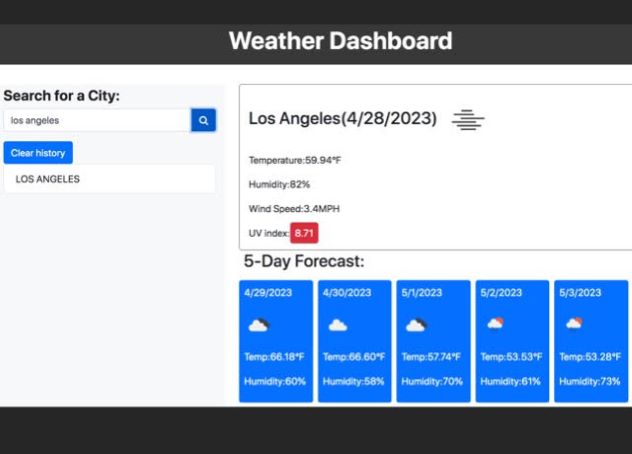 Weather Dashboard
Search for a City:
los angeles
Clear history
LOS ANGELES
Los Angeles(4/28/2023)
Temperature:59.94°F
Humidity:82%
Wind Speed:3.4MPH
UV index:8.71
5-Day Forecast:
4/29/2023 4/30/2023 5/1/2023 5/2/2023 5/3/2023
Temp:66.18°F Temp:66.60°F Temp:57.74°F Temp:53.53°F Temp:53.28°F
Humidity:60% Humidity:58% Humidity:70% Humidity:61% Humidity:73%